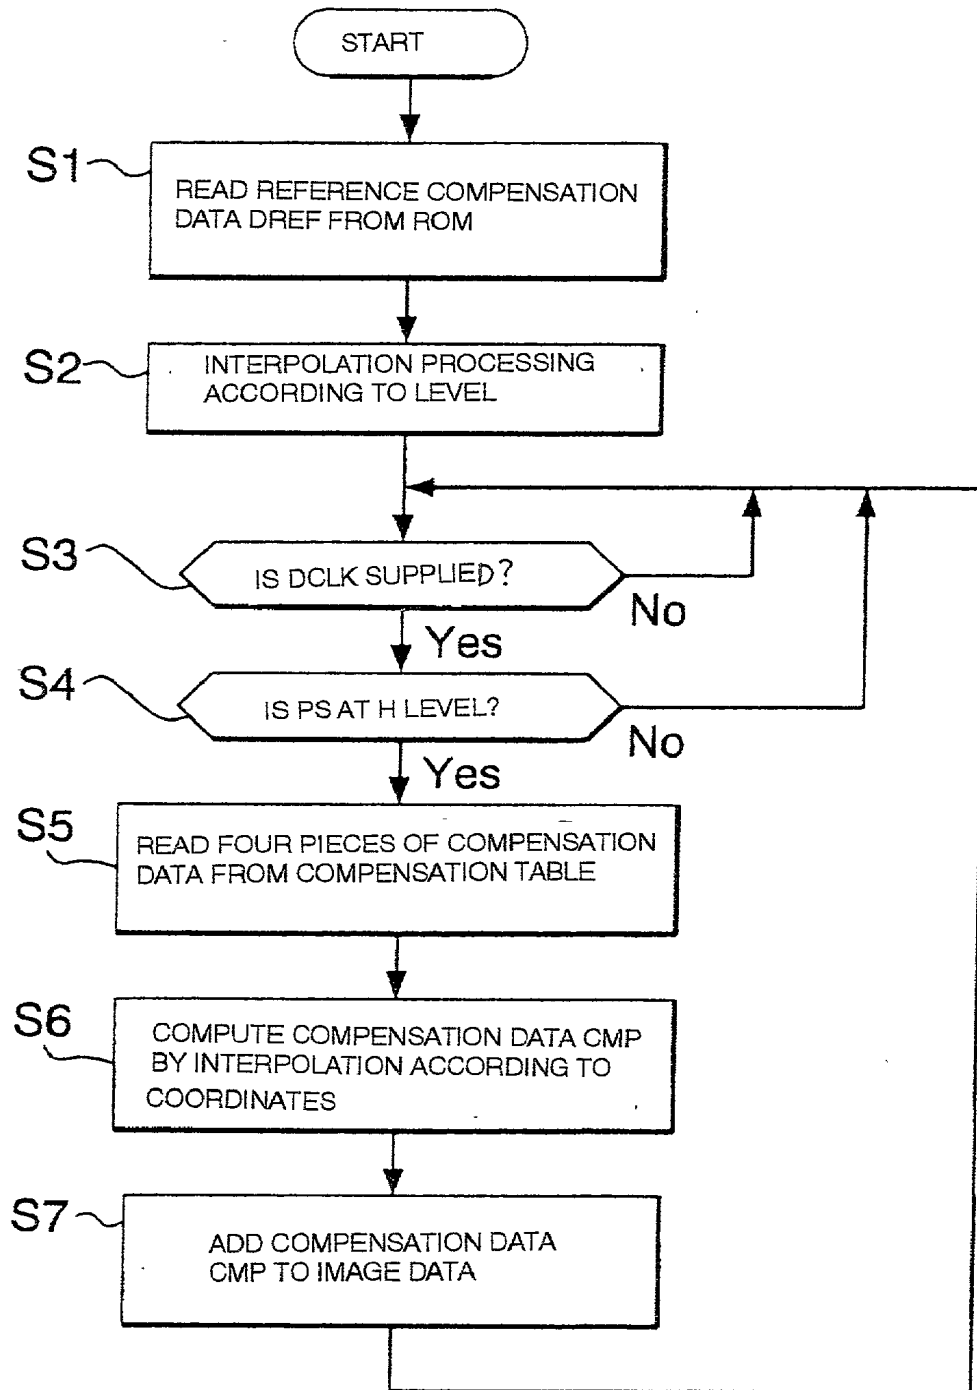 START
S1
READ REFERENCE COMPENSATION
DATA DREF FROM ROM
S2
INTERPOLATION PROCESSING
ACCORDING TO LEVEL
S3
IS DCLK SUPPLIED?
No
Yes
S4
IS PS AT H LEVEL?
No
Yes
S5
READ FOUR PIECES OF COMPENSATION
DATA FROM COMPENSATION TABLE
S6
COMPUTE COMPENSATION DATA CMP
BY INTERPOLATION ACCORDING TO
COORDINATES
S7
ADD COMPENSATION DATA
CMP TO IMAGE DATA